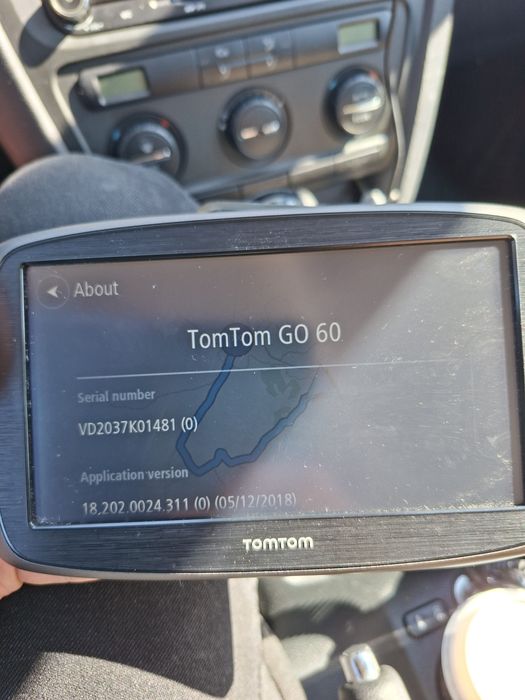 About
TomTom GO 60
Serial number
VD2037K01481 (0)
Application version
18.202.0024.311 (0) (05/12/2018)
TOMTOM